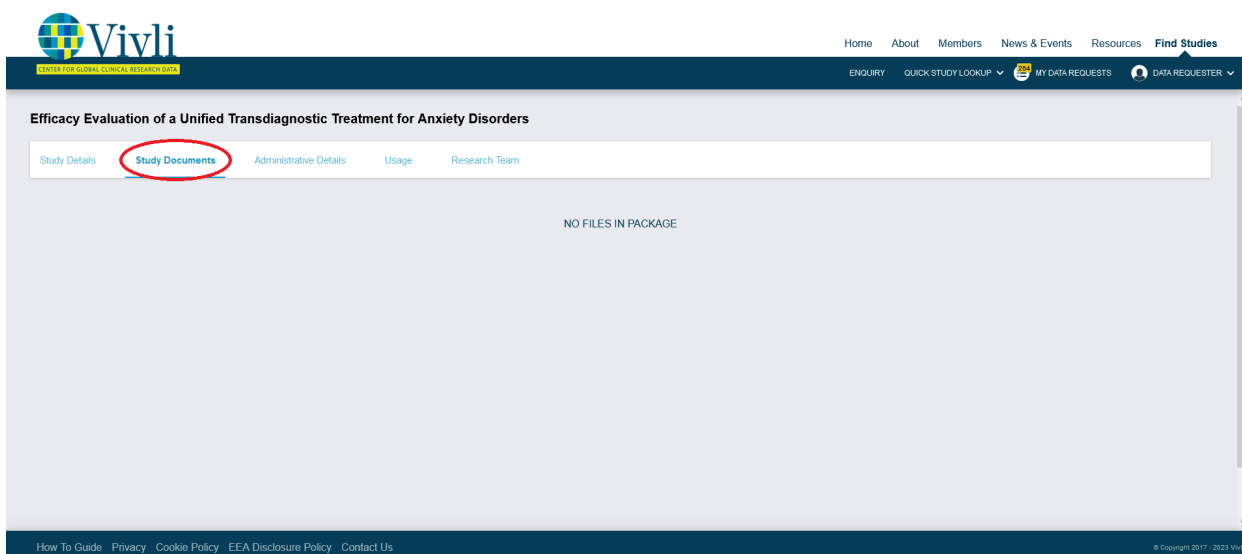 Vivli
CENTER FOR GLOBAL CLINICAL RESEARCH DATA
Home About Members News & Events Resources Find Studies
ENQUIRY QUICK STUDY LOOKUP 254 MY DATA REQUESTS DATA REQUESTER
Efficacy Evaluation of a Unified Transdiagnostic Treatment for Anxiety Disorders
Study Details Study Documents Administrative Details Usage Research Team
NO FILES IN PACKAGE
How To Guide Privacy Cookie Policy EEA Disclosure Policy Contact Us
© Copyright 2017 - 2023 Vivli